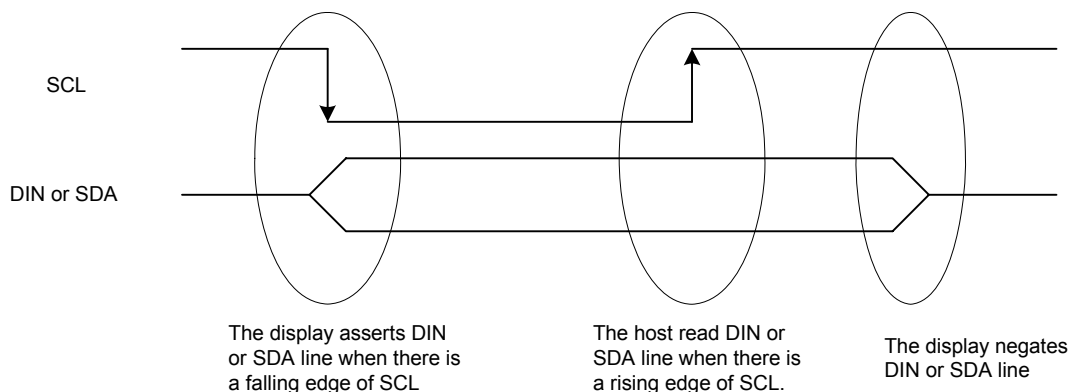 SCL
DIN or SDA
The display asserts DIN
or SDA line when there is
a falling edge of SCL
The host read DIN or
SDA line when there is
a rising edge of SCL.
The display negates
DIN or SDA line